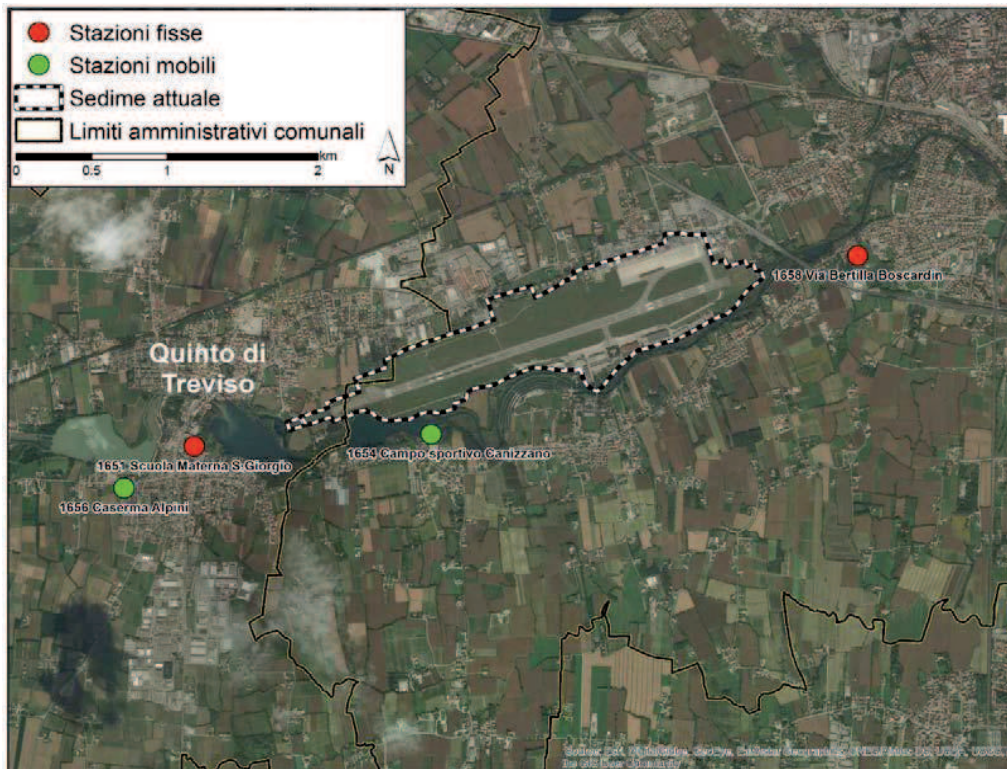 Stazioni fisse
Stazioni mobili
Sedime attuale
Limiti amministrativi comunali
km
0 0.5 1 2
N
T
1658 Via Bertilla Boscardin
Quinto di
Treviso
1654 Campo sportivo Canizzano
1651 Scuola Materna S.Giorgio
1656 Caserma Alpini